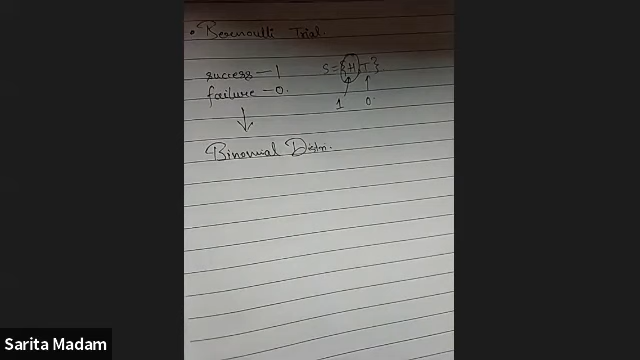 • Bernoulli Trial.
success - 1
failure - 0.
S = {H, T}
1 0
Binomial Distn.
Sarita Madam